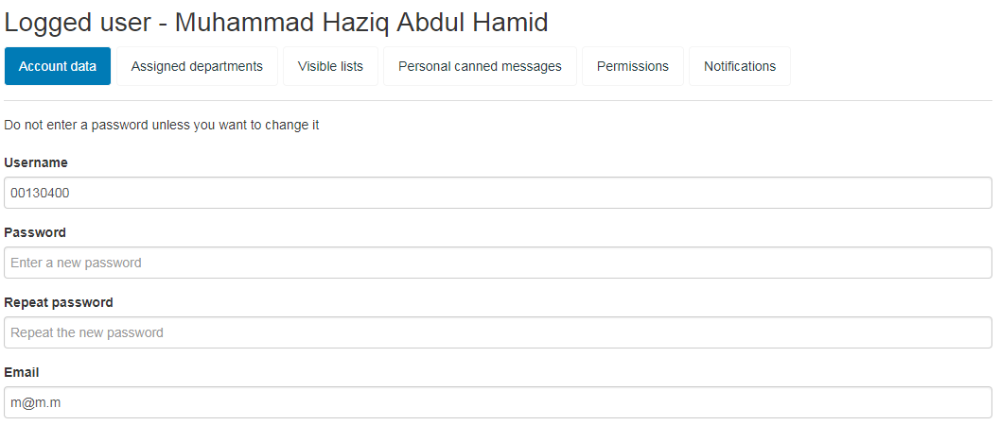 Logged user - Muhammad Haziq Abdul Hamid
Account data Assigned departments Visible lists Personal canned messages Permissions Notifications
Do not enter a password unless you want to change it
Username
00130400
Password
Enter a new password
Repeat password
Repeat the new password
Email
m@m.m